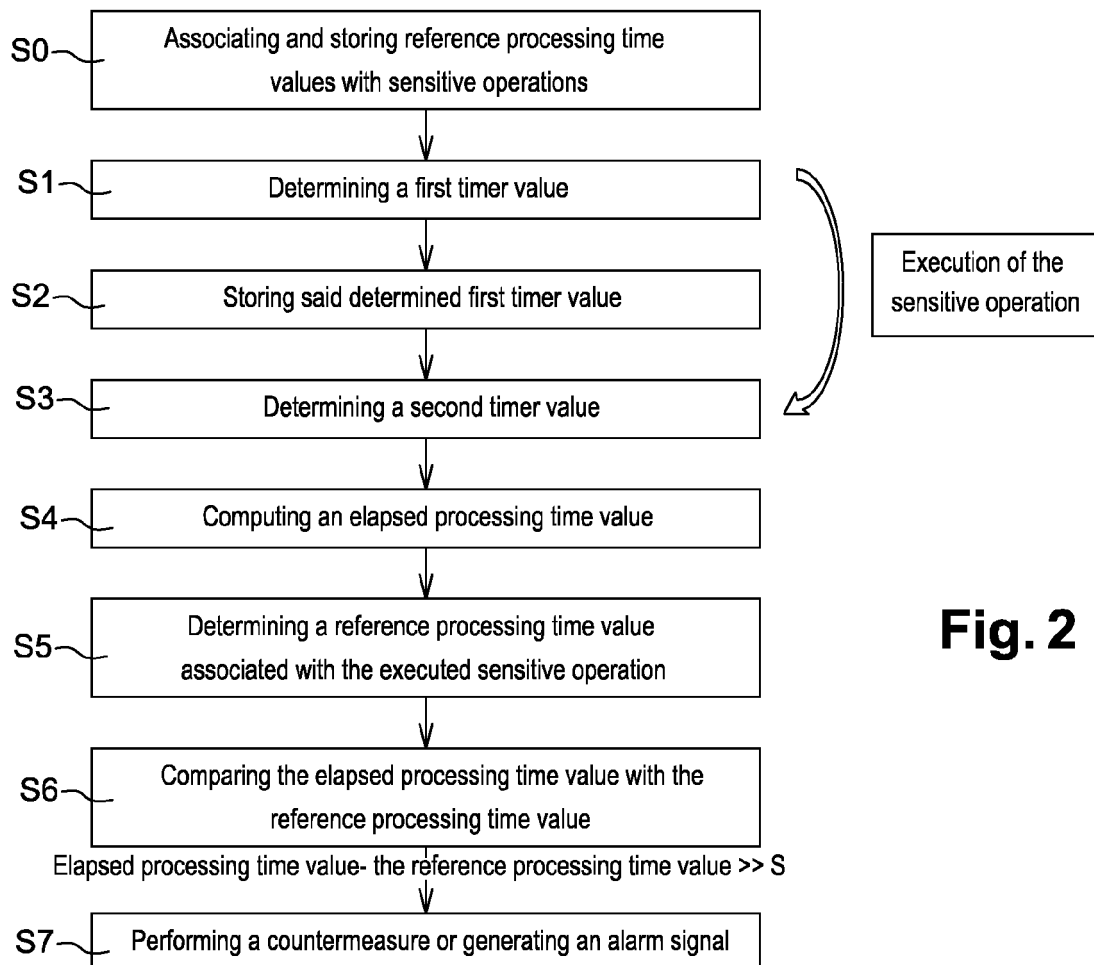 S0
Associating and storing reference processing time
values with sensitive operations
S1
Determining a first timer value
S2
Storing said determined first timer value
Execution of the
sensitive operation
S3
Determining a second timer value
S4
Computing an elapsed processing time value
S5
Determining a reference processing time value
associated with the executed sensitive operation
Fig. 2
S6
Comparing the elapsed processing time value with the
reference processing time value
Elapsed processing time value- the reference processing time value >> S
S7
Performing a countermeasure or generating an alarm signal